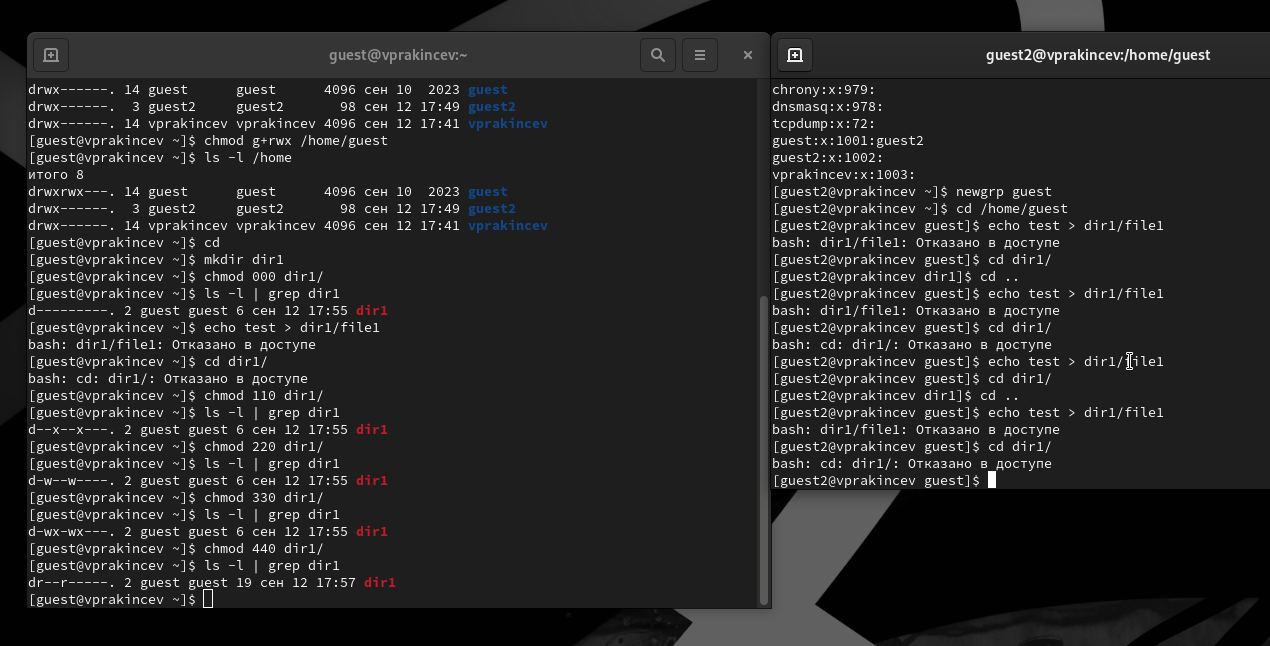 guest@vprakincev:~
drwx------. 14 guest      guest      4096 сен 10  2023 guest
drwx------.  3 guest2     guest2       98 сен 12 17:49 guest2
drwx------. 14 vprakincev vprakincev 4096 сен 12 17:41 vprakincev
[guest@vprakincev ~]$ chmod g+rwx /home/guest
[guest@vprakincev ~]$ ls -l /home
итого 8
drwxrwx---. 14 guest      guest      4096 сен 10  2023 guest
drwx------.  3 guest2     guest2       98 сен 12 17:49 guest2
drwx------. 14 vprakincev vprakincev 4096 сен 12 17:41 vprakincev
[guest@vprakincev ~]$ cd
[guest@vprakincev ~]$ mkdir dir1
[guest@vprakincev ~]$ chmod 000 dir1/
[guest@vprakincev ~]$ ls -l | grep dir1
d---------. 2 guest guest 6 сен 12 17:55 dir1
[guest@vprakincev ~]$ echo test > dir1/file1
bash: dir1/file1: Отказано в доступе
[guest@vprakincev ~]$ cd dir1/
bash: cd: dir1/: Отказано в доступе
[guest@vprakincev ~]$ chmod 110 dir1/
[guest@vprakincev ~]$ ls -l | grep dir1
d--x--x---. 2 guest guest 6 сен 12 17:55 dir1
[guest@vprakincev ~]$ chmod 220 dir1/
[guest@vprakincev ~]$ ls -l | grep dir1
d-w--w----. 2 guest guest 6 сен 12 17:55 dir1
[guest@vprakincev ~]$ chmod 330 dir1/
[guest@vprakincev ~]$ ls -l | grep dir1
d-wx-wx---. 2 guest guest 6 сен 12 17:55 dir1
[guest@vprakincev ~]$ chmod 440 dir1/
[guest@vprakincev ~]$ ls -l | grep dir1
dr--r-----. 2 guest guest 19 сен 12 17:57 dir1
[guest@vprakincev ~]$
guest2@vprakincev:/home/guest
chrony:x:979:
dnsmasq:x:978:
tcpdump:x:72:
guest:x:1001:guest2
guest2:x:1002:
vprakincev:x:1003:
[guest2@vprakincev ~]$ newgrp guest
[guest2@vprakincev ~]$ cd /home/guest
[guest2@vprakincev guest]$ echo test > dir1/file1
bash: dir1/file1: Отказано в доступе
[guest2@vprakincev guest]$ cd dir1/
[guest2@vprakincev dir1]$ cd ..
[guest2@vprakincev guest]$ echo test > dir1/file1
bash: dir1/file1: Отказано в доступе
[guest2@vprakincev guest]$ cd dir1/
bash: cd: dir1/: Отказано в доступе
[guest2@vprakincev guest]$ echo test > dir1/file1
[guest2@vprakincev guest]$ cd dir1/
[guest2@vprakincev dir1]$ cd ..
[guest2@vprakincev guest]$ echo test > dir1/file1
bash: dir1/file1: Отказано в доступе
[guest2@vprakincev guest]$ cd dir1/
bash: cd: dir1/: Отказано в доступе
[guest2@vprakincev guest]$